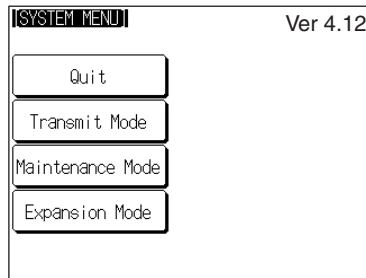 [SYSTEM MENU]
Ver 4.12
Quit
Transmit Mode
Maintenance Mode
Expansion Mode